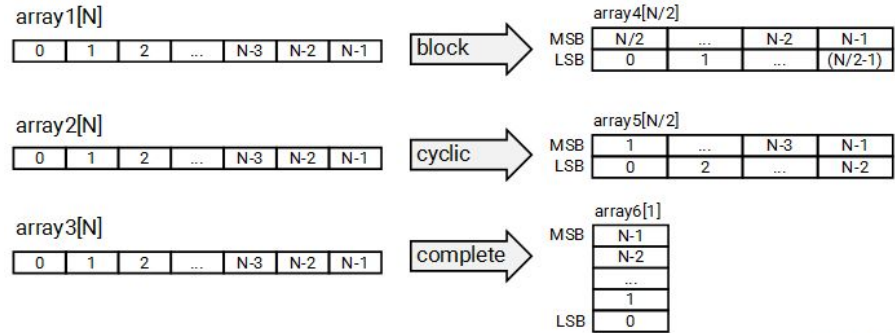 array1[N]
0 1 2 ... N-3 N-2 N-1
block
array4[N/2]
MSB N/2 ... N-2 N-1
LSB 0 1 ... (N/2-1)
array2[N]
0 1 2 ... N-3 N-2 N-1
cyclic
array5[N/2]
MSB 1 ... N-3 N-1
LSB 0 2 ... N-2
array3[N]
0 1 2 ... N-3 N-2 N-1
complete
array6[1]
MSB N-1
N-2
...
1
LSB 0